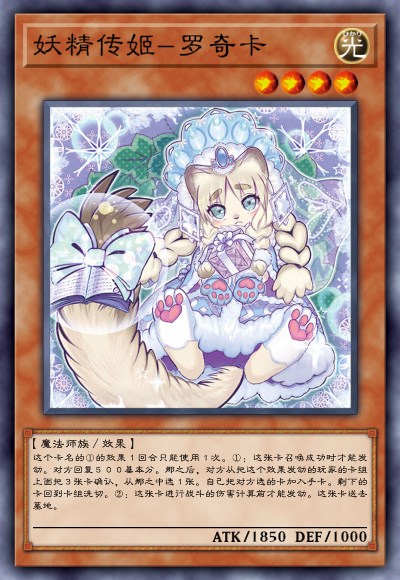 妖精传姬-罗奇卡
ひかり
光
【魔法师族／效果】
这个卡名的①的效果1回合只能使用1次。①：这张卡召唤成功时才能发
动。对方回复500基本分。那之后，对方从把这个效果发动的玩家的卡组
上面把3张卡确认，从那之中选1张。自己把对方选的卡加入手卡。剩下的
卡回到卡组洗切。②：这张卡进行战斗的伤害计算前才能发动。这张卡送去
墓地。
ATK/1850 DEF/1000